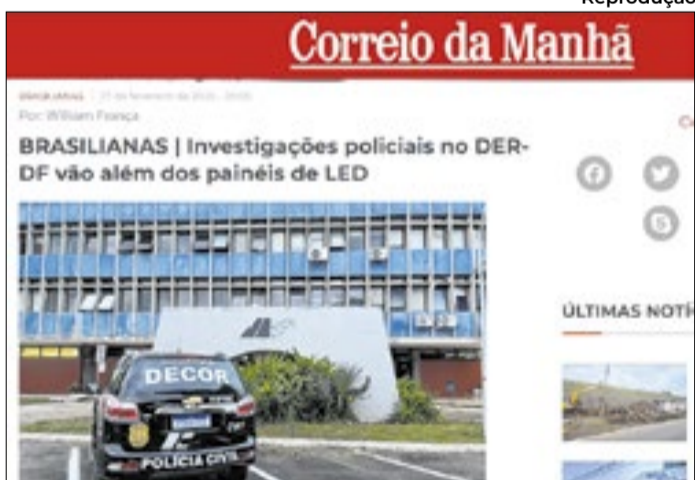 Reprodução
Correio da Manhã
Por: William França
BRASILIANAS | Investigações policiais no DER-
DF vão além dos painéis de LED
DECOR
POLÍCIA CIVIL
ÚLTIMAS NOTÍ